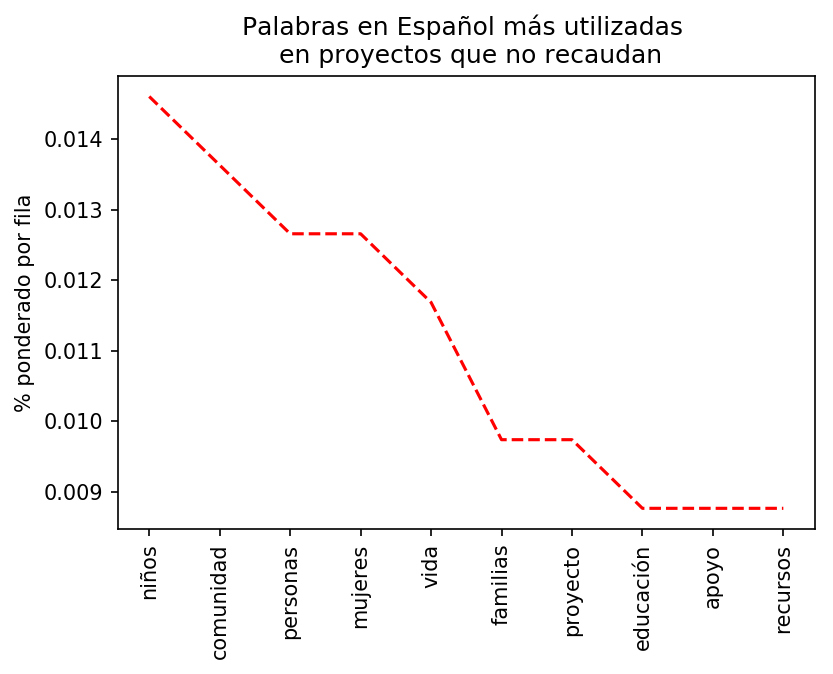 Palabras en Español más utilizadas
en proyectos que no recaudan
% ponderado por fila
0.014
0.013
0.012
0.011
0.010
0.009
niños
comunidad
personas
mujeres
vida
familias
proyecto
educación
apoyo
recursos